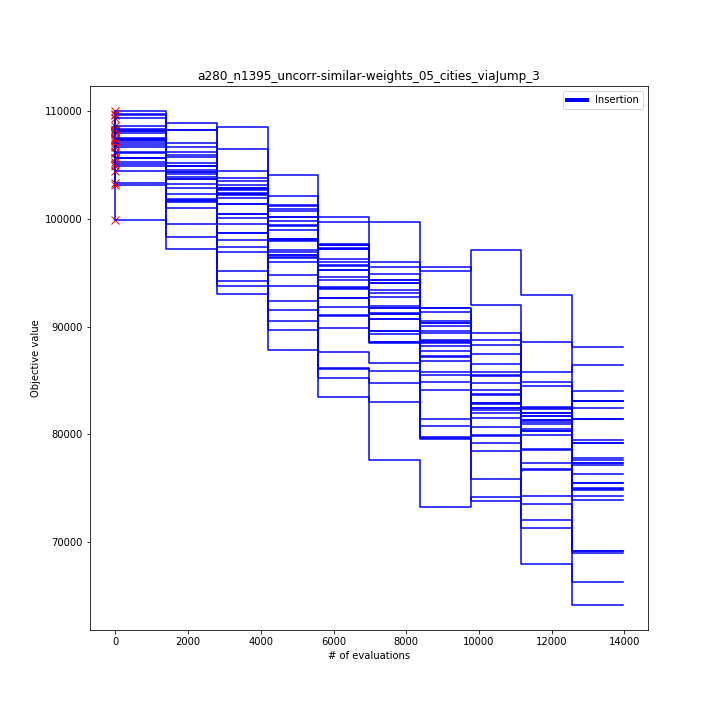 a280_n1395_uncorr-similar-weights_05_cities_viaJump_3
Insertion
110000
100000
90000
80000
70000
Objective value
0 2000 4000 6000 8000 10000 12000 14000
# of evaluations